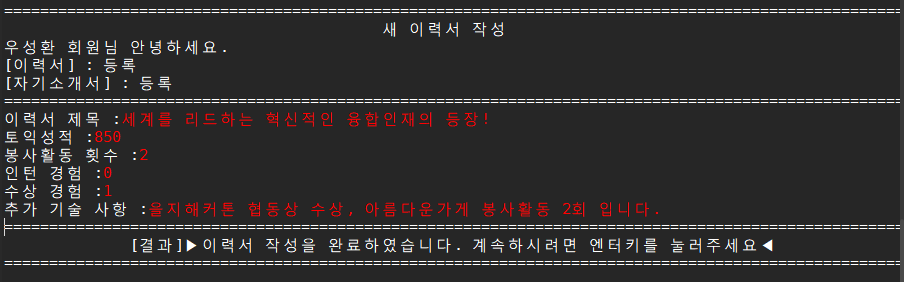 ================================================================================
새 이력서 작성
우성환 회원님 안녕하세요.
[이력서] : 등록
[자기소개서] : 등록
================================================================================
이력서 제목 :세계를 리드하는 혁신적인 융합인재의 등장!
토익성적 :850
봉사활동 횟수 :2
인턴 경험 :0
수상 경험 :1
추가 기술 사항 :을지해커톤 협동상 수상, 아름다운가게 봉사활동 2회 입니다.
================================================================================
[결과]▶이력서 작성을 완료하였습니다. 계속하시려면 엔터키를 눌러주세요◀
================================================================================